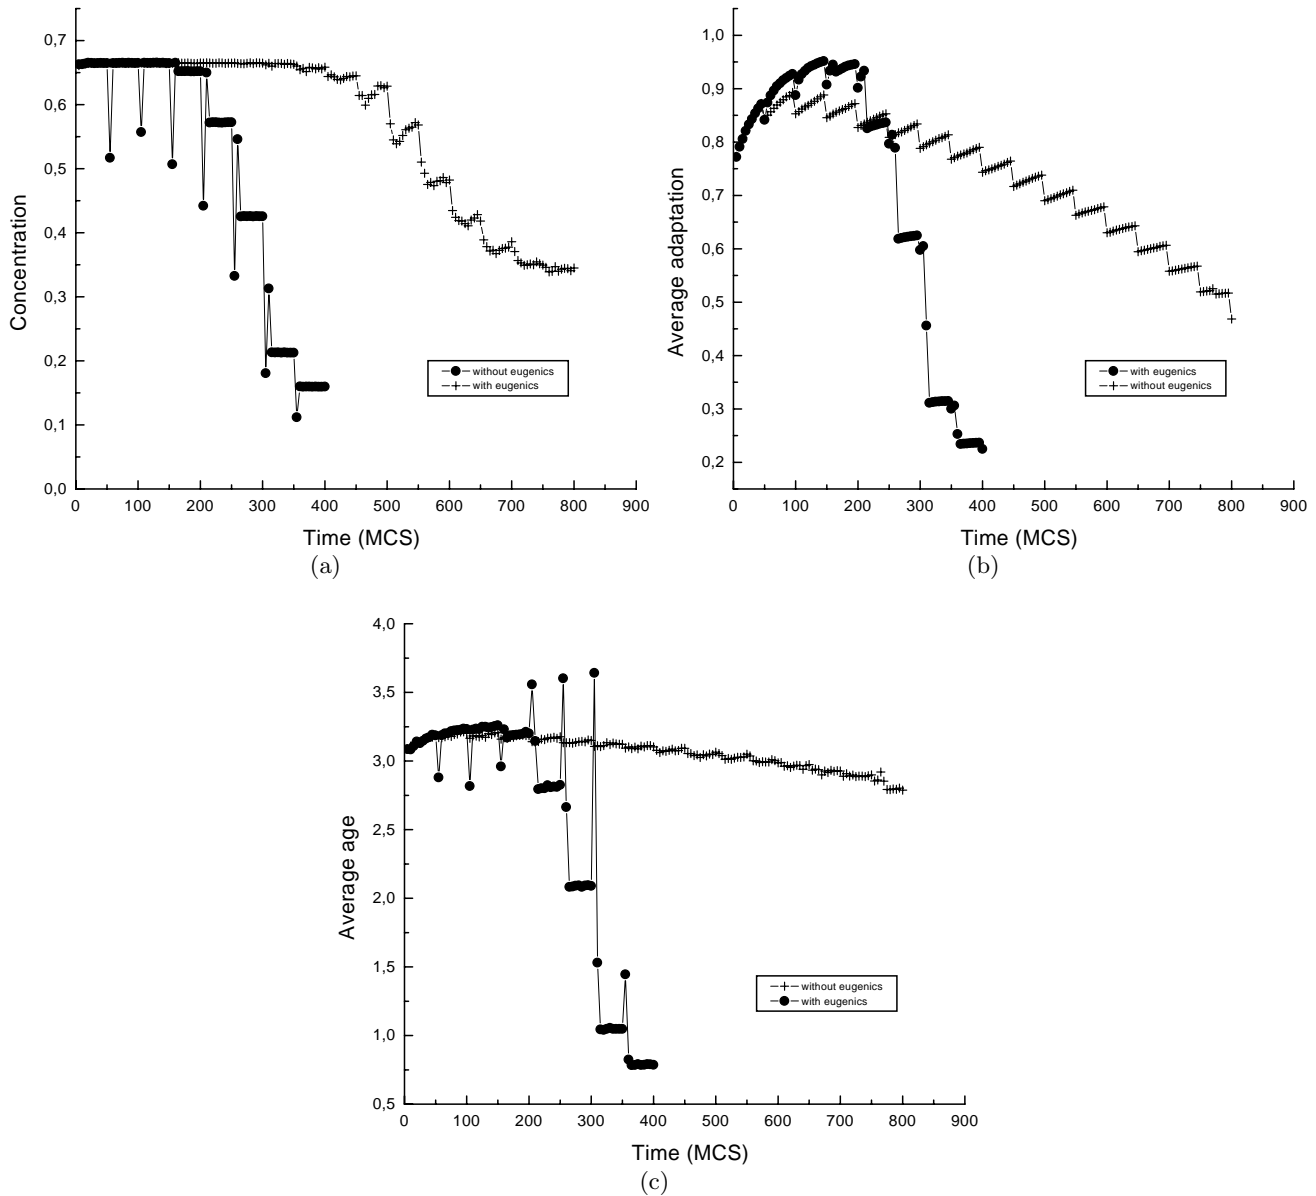 0,7
0,6
0,5
0,4
0,3
0,2
0,1
0,0
Concentration
without eugenics
with eugenics
0 100 200 300 400 500 600 700 800 900
Time (MCS)
(a)
1,0
0,9
0,8
0,7
0,6
0,5
0,4
0,3
0,2
Average adaptation
with eugenics
without eugenics
0 100 200 300 400 500 600 700 800 900
Time (MCS)
(b)
4,0
3,5
3,0
2,5
2,0
1,5
1,0
0,5
Average age
without eugenics
with eugenics
0 100 200 300 400 500 600 700 800 900
Time (MCS)
(c)